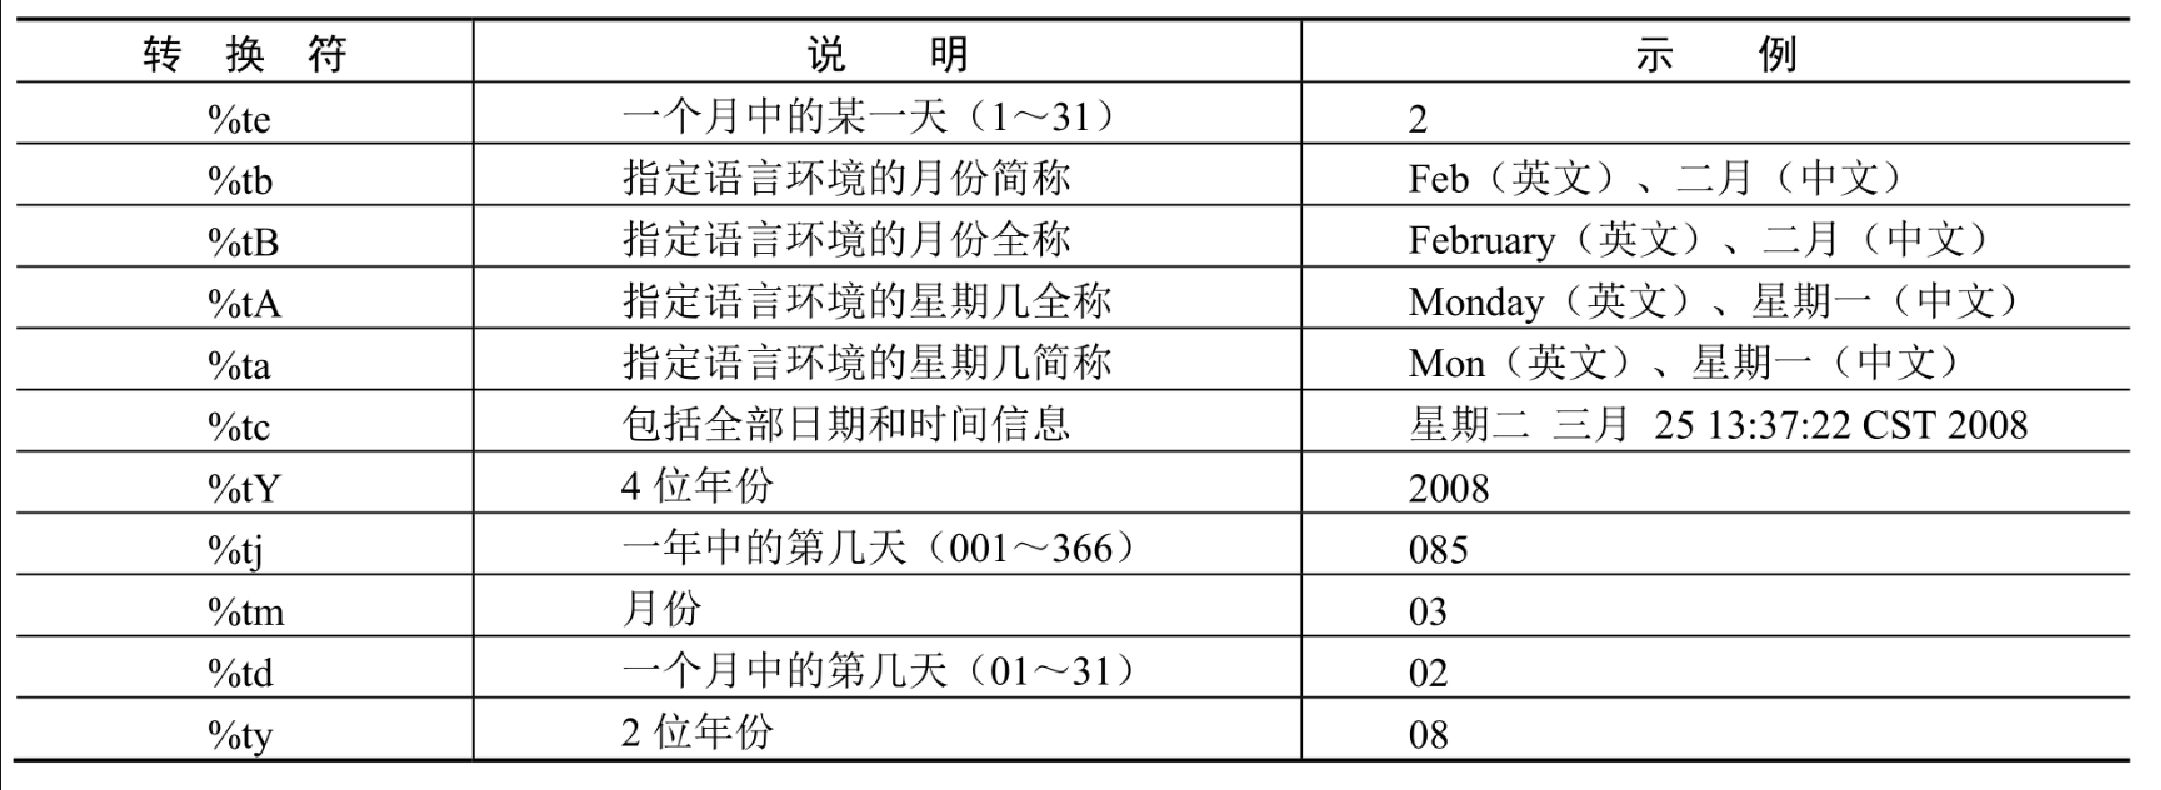 转 换 符 说 明 示 例
%te 一个月中的某一天（1～31） 2
%tb 指定语言环境的月份简称 Feb（英文）、二月（中文）
%tB 指定语言环境的月份全称 February（英文）、二月（中文）
%tA 指定语言环境的星期几全称 Monday（英文）、星期一（中文）
%ta 指定语言环境的星期几简称 Mon（英文）、星期一（中文）
%tc 包括全部日期和时间信息 星期二 三月 25 13:37:22 CST 2008
%tY 4 位年份 2008
%tj 一年中的第几天（001～366） 085
%tm 月份 03
%td 一个月中的第几天（01～31） 02
%ty 2 位年份 08